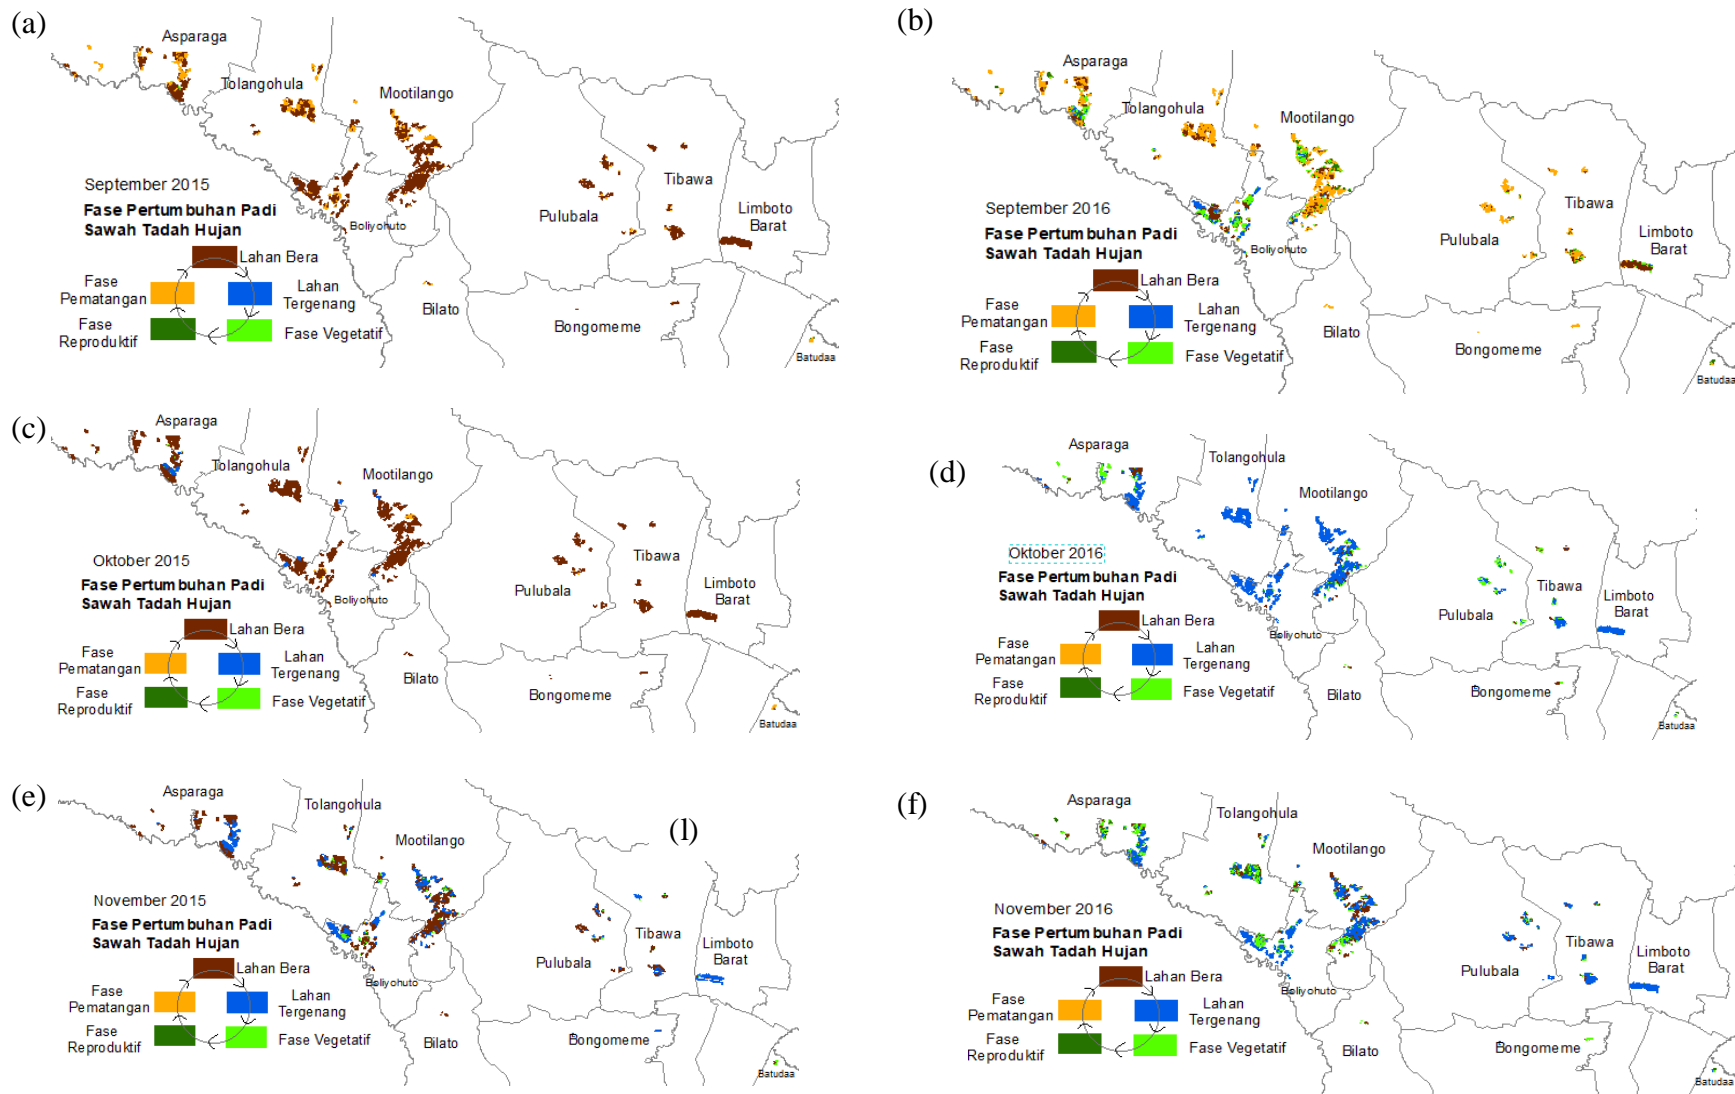 (a)
Asparaga
Tolangohula
Mootilango
September 2015
Fase Pertumbuhan Padi
Sawah Tadah Hujan
Lahan Bera
Fase
Pematangan
Lahan
Tergenang
Fase
Reproduktif
Fase Vegetatif
Boliyohuto
Bilato
Pulubala
Tibawa
Limboto
Barat
Bongomeme
Batudaa
(b)
Asparaga
Tolangohula
Mootilango
September 2016
Fase Pertumbuhan Padi
Sawah Tadah Hujan
Lahan Bera
Fase
Pematangan
Lahan
Tergenang
Fase
Reproduktif
Fase Vegetatif
Boliyohuto
Bilato
Pulubala
Tibawa
Limboto
Barat
Bongomeme
Batudaa
(c)
Asparaga
Tolangohula
Mootilango
Oktober 2015
Fase Pertumbuhan Padi
Sawah Tadah Hujan
Lahan Bera
Fase
Pematangan
Lahan
Tergenang
Fase
Reproduktif
Fase Vegetatif
Boliyohuto
Bilato
Pulubala
Tibawa
Limboto
Barat
Bongomeme
Batudaa
(d)
Asparaga
Tolangohula
Mootilango
Oktober 2016
Fase Pertumbuhan Padi
Sawah Tadah Hujan
Lahan Bera
Fase
Pematangan
Lahan
Tergenang
Fase
Reproduktif
Fase Vegetatif
Boliyohuto
Bilato
Pulubala
Tibawa
Limboto
Barat
Bongomeme
Batudaa
(e)
Asparaga
Tolangohula
Mootilango
(l)
November 2015
Fase Pertumbuhan Padi
Sawah Tadah Hujan
Lahan Bera
Fase
Pematangan
Lahan
Tergenang
Fase
Reproduktif
Fase Vegetatif
Boliyohuto
Bilato
Pulubala
Tibawa
Limboto
Barat
Bongomeme
Batudaa
(f)
Asparaga
Tolangohula
Mootilango
November 2016
Fase Pertumbuhan Padi
Sawah Tadah Hujan
Lahan Bera
Fase
Pematangan
Lahan
Tergenang
Fase
Reproduktif
Fase Vegetatif
Boliyohuto
Bilato
Pulubala
Tibawa
Limboto
Barat
Bongomeme
Batudaa